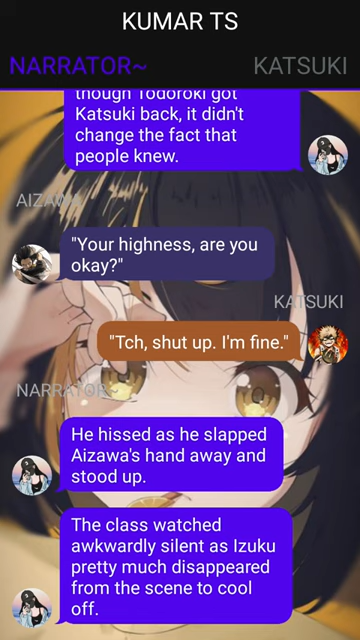 KUMAR TS
NARRATOR~
KATSUKI
though Todoroki got
Katsuki back, it didn't
change the fact that
people knew.
AIZAWA
"Your highness, are you
okay?"
KATSUKI
"Tch, shut up. I'm fine."
NARRATOR~
He hissed as he slapped
Aizawa's hand away and
stood up.
The class watched
awkwardly silent as Izuku
pretty much disappeared
from the scene to cool
off.